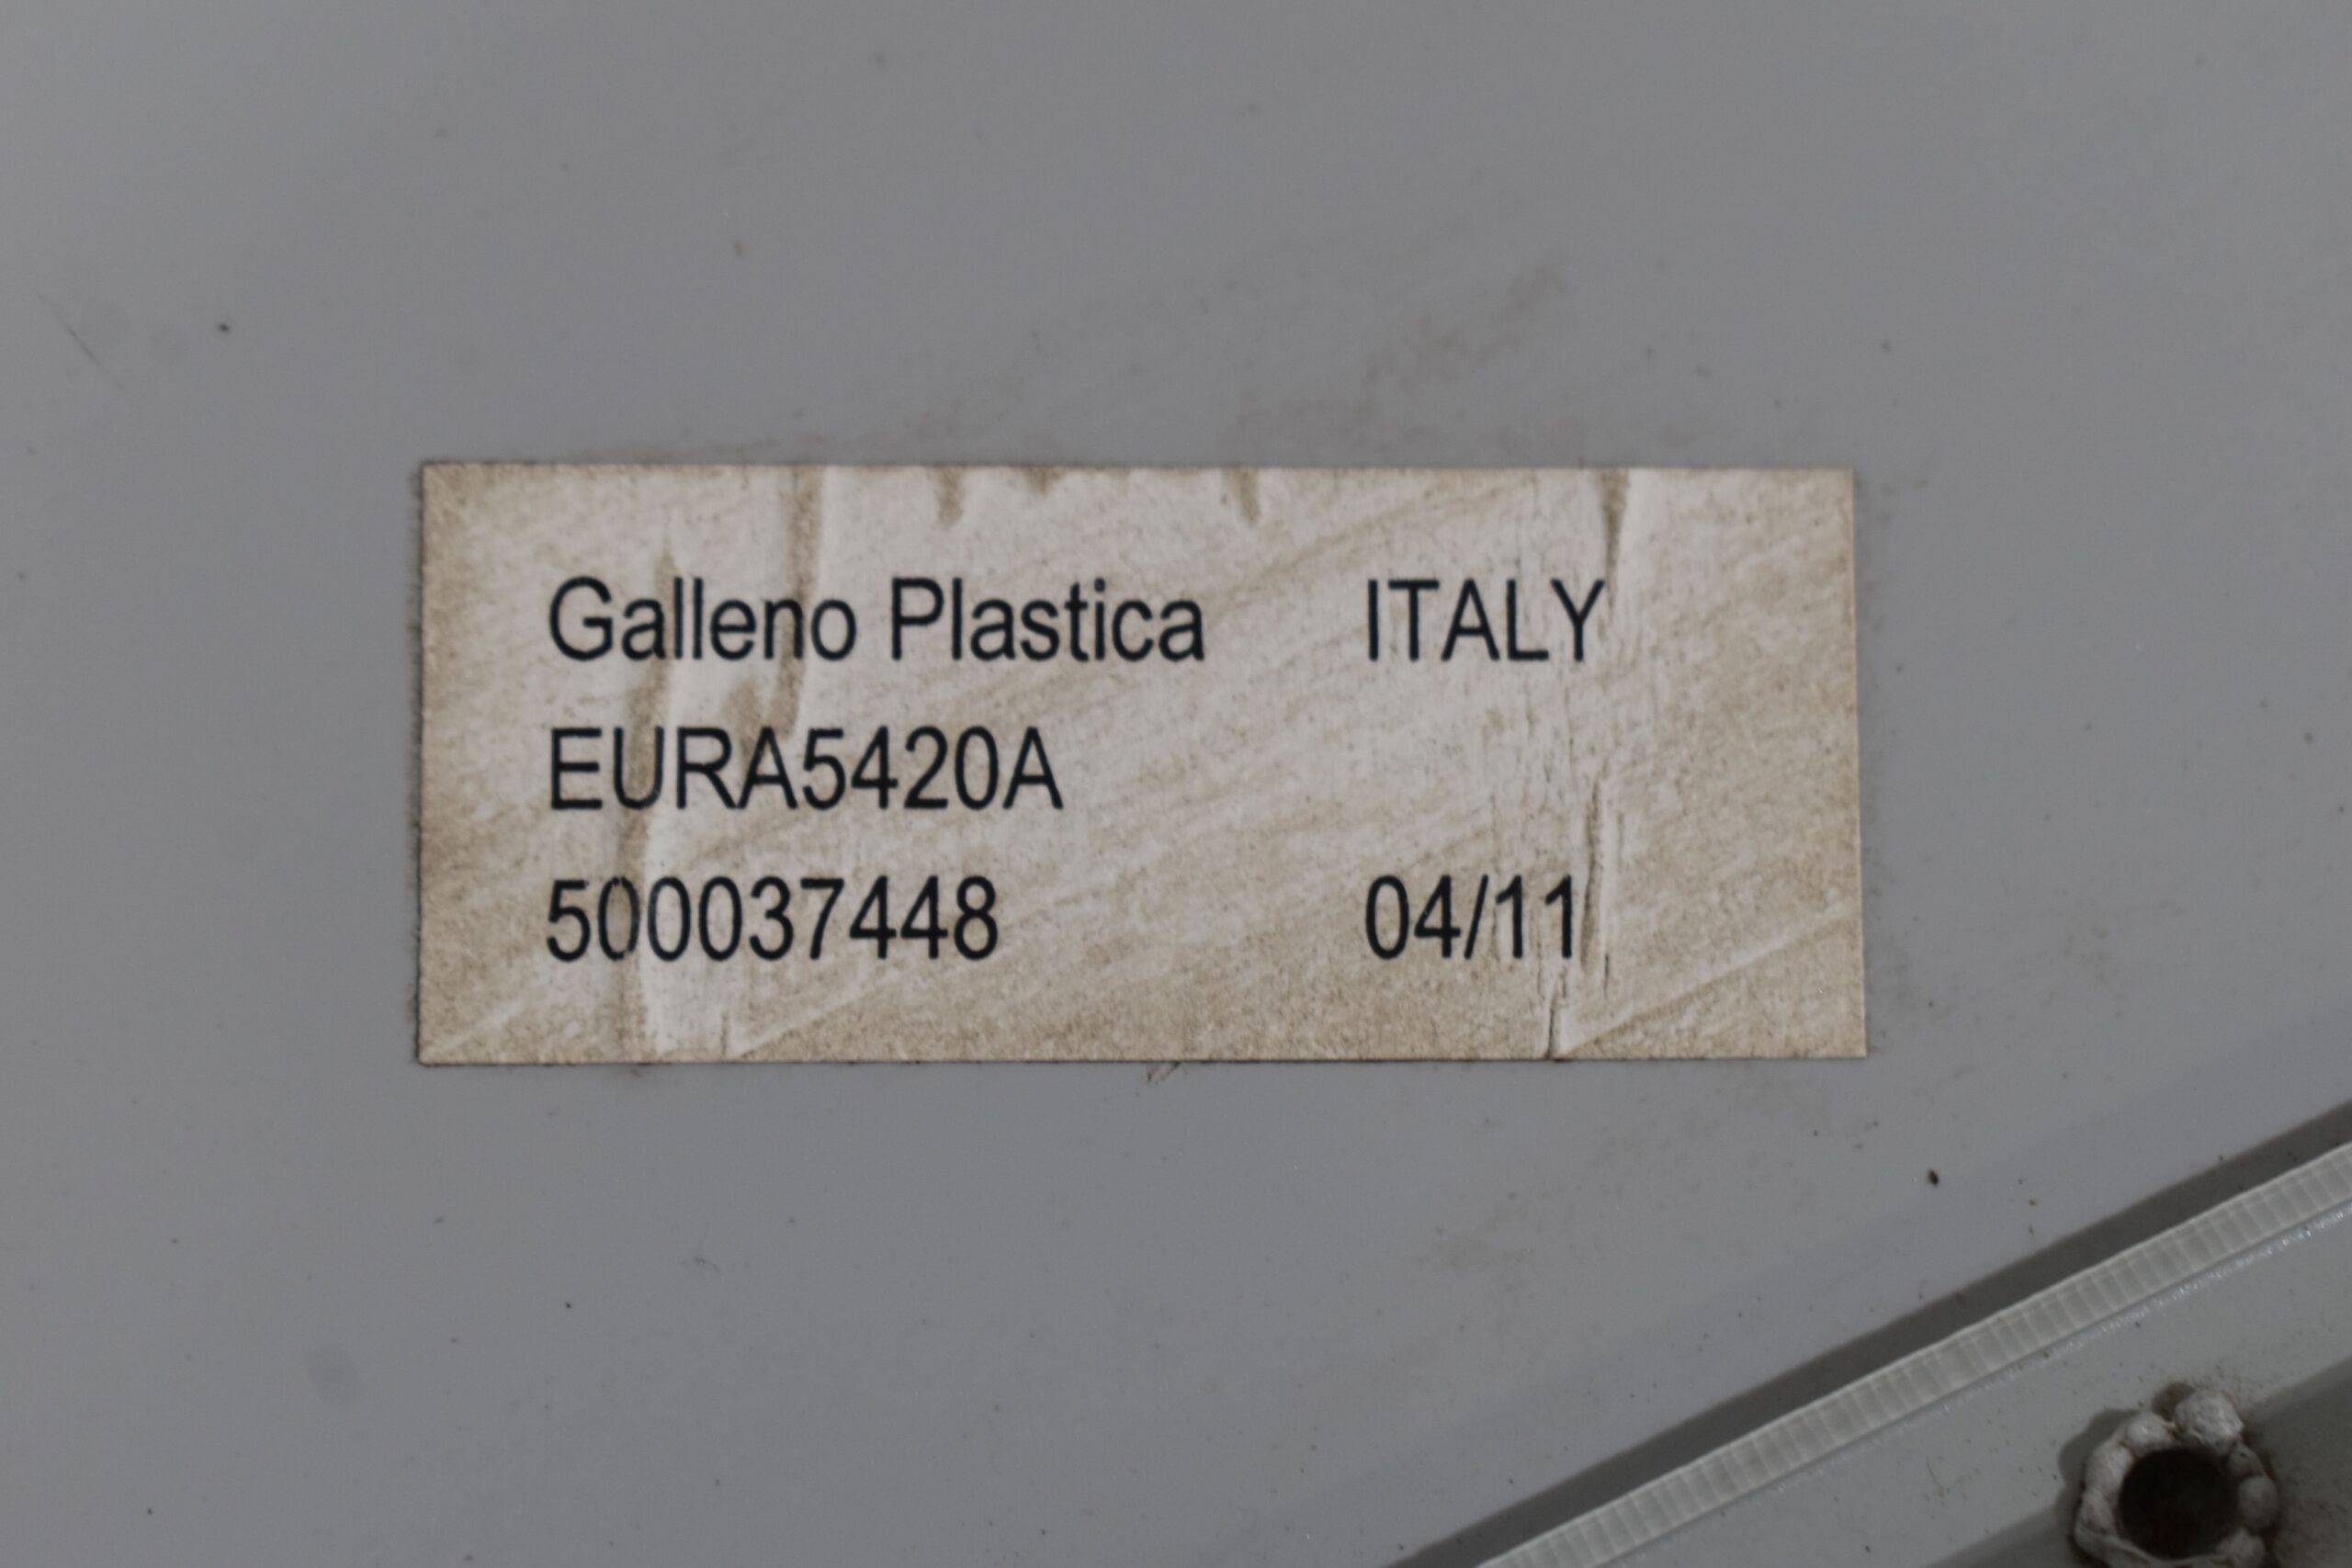 Galleno Plastica ITALY
EURA5420A
500037448 04/11